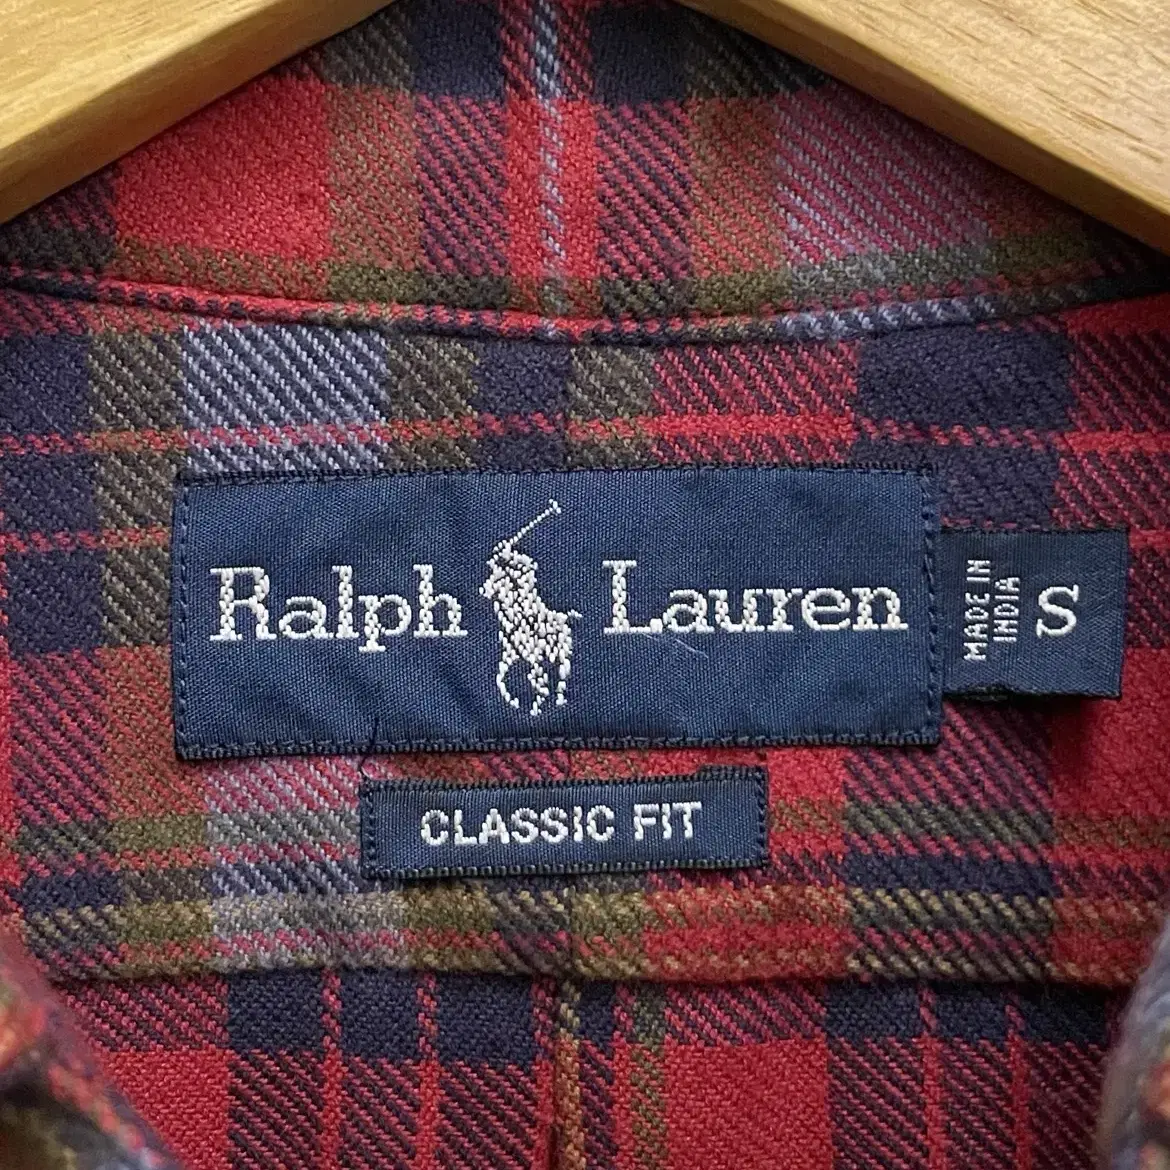 Ralph Lauren
MADE IN
INDIA
S
CLASSIC FIT